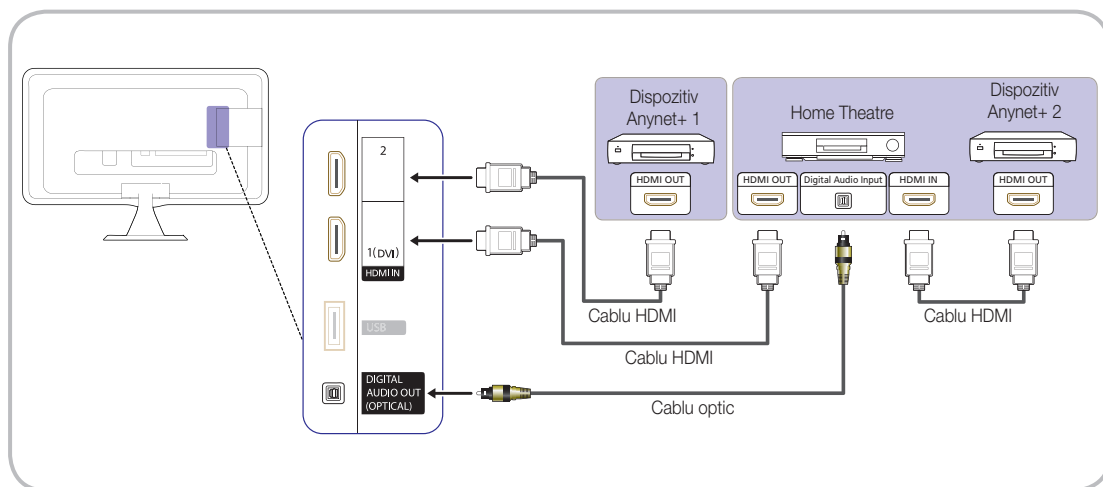 Dispozitiv
Anynet+ 1
Home Theatre
Dispozitiv
Anynet+ 2
HDMI OUT
HDMI OUT
Digital Audio Input
HDMI IN
HDMI OUT
2
1(DVI)
HDMI IN
USB
DIGITAL
AUDIO OUT
(OPTICAL)
Cablu HDMI
Cablu HDMI
Cablu HDMI
Cablu optic